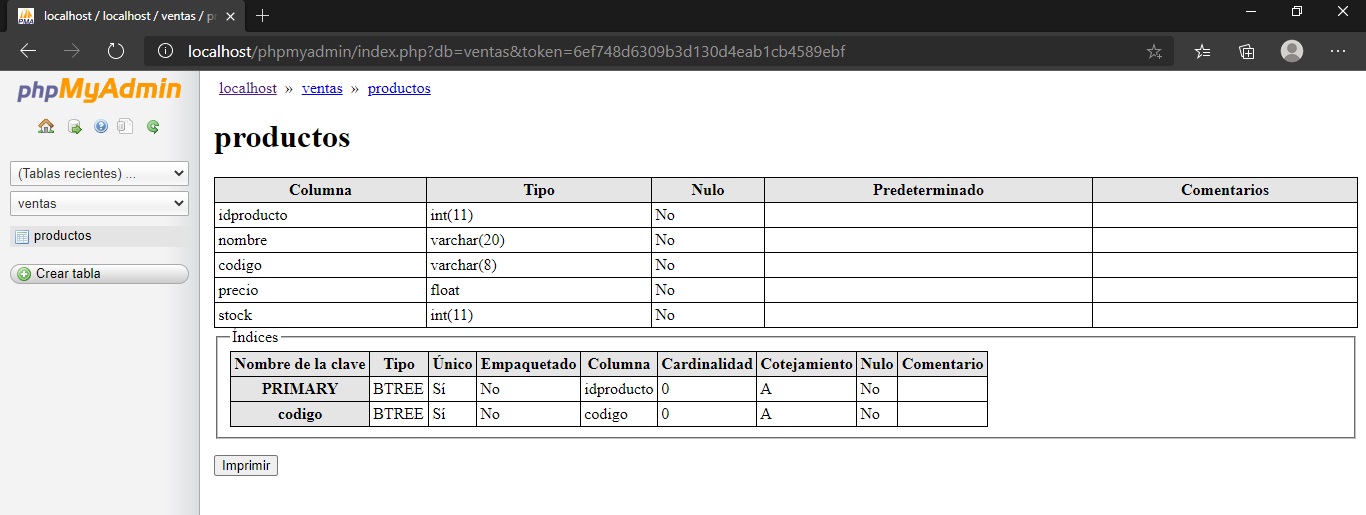 localhost / localhost / ventas / pr
localhost/phpmyadmin/index.php?db=ventas&token=6ef748d6309b3d130d4eab1cb4589ebf
phpMyAdmin
(Tablas recientes) ...
ventas
productos
Crear tabla
localhost » ventas » productos
productos
Columna Tipo Nulo Predeterminado Comentarios
idproducto int(11) No
nombre varchar(20) No
codigo varchar(8) No
precio float No
stock int(11) No
Índices
Nombre de la clave Tipo Único Empaquetado Columna Cardinalidad Cotejamiento Nulo Comentario
PRIMARY BTREE Sí No idproducto 0 A No
codigo BTREE Sí No codigo 0 A No
Imprimir